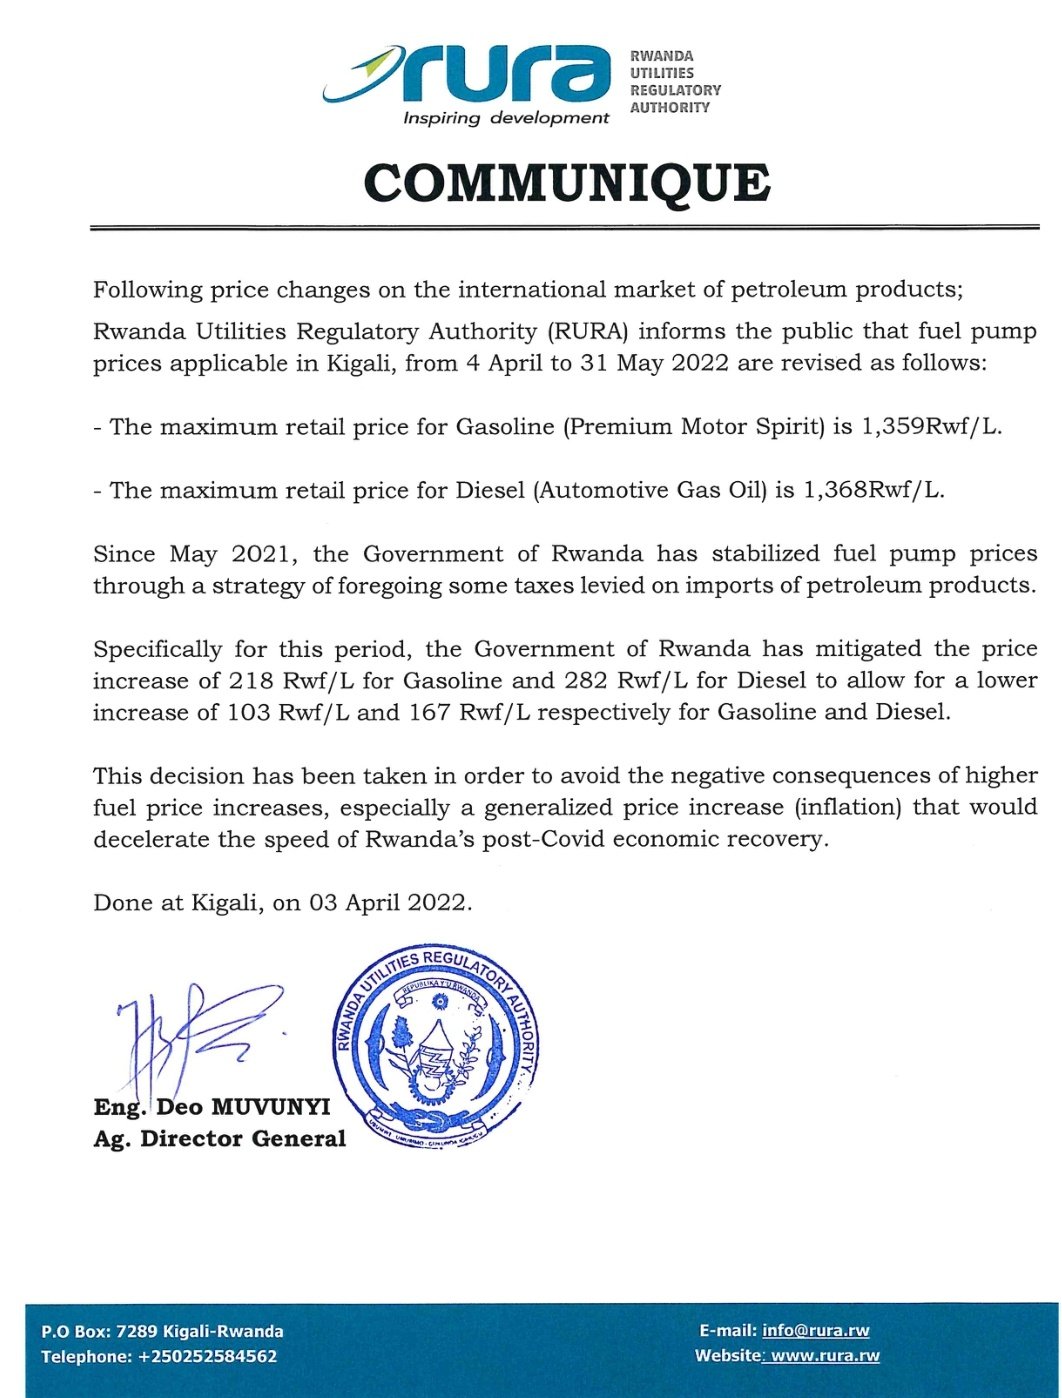 rura
Inspiring development
RWANDA
UTILITIES
REGULATORY
AUTHORITY
COMMUNIQUE
Following price changes on the international market of petroleum products;
Rwanda Utilities Regulatory Authority (RURA) informs the public that fuel pump
prices applicable in Kigali, from 4 April to 31 May 2022 are revised as follows:
- The maximum retail price for Gasoline (Premium Motor Spirit) is 1,359Rwf/L.
- The maximum retail price for Diesel (Automotive Gas Oil) is 1,368Rwf/L.
Since May 2021, the Government of Rwanda has stabilized fuel pump prices
through a strategy of foregoing some taxes levied on imports of petroleum products.
Specifically for this period, the Government of Rwanda has mitigated the price
increase of 218 Rwf/L for Gasoline and 282 Rwf/L for Diesel to allow for a lower
increase of 103 Rwf/L and 167 Rwf/L respectively for Gasoline and Diesel.
This decision has been taken in order to avoid the negative consequences of higher
fuel price increases, especially a generalized price increase (inflation) that would
decelerate the speed of Rwanda's post-Covid economic recovery.
Done at Kigali, on 03 April 2022.
RWANDA UTILITIES REGULATORY AUTHORITY
REPUBLIKA Y'U RWANDA
Eng. Deo MUVUNYI
Ag. Director General
P.O Box: 7289 Kigali-Rwanda
Telephone: +250252584562
E-mail: info@rura.rw
Website: www.rura.rw